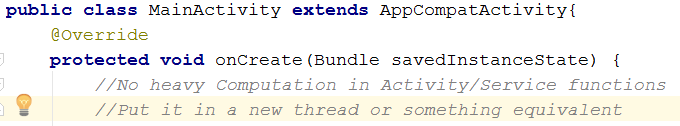 public class MainActivity extends AppCompatActivity{
@Override
protected void onCreate(Bundle savedInstanceState) {
//No heavy Computation in Activity/Service functions
//Put it in a new thread or something equivalent